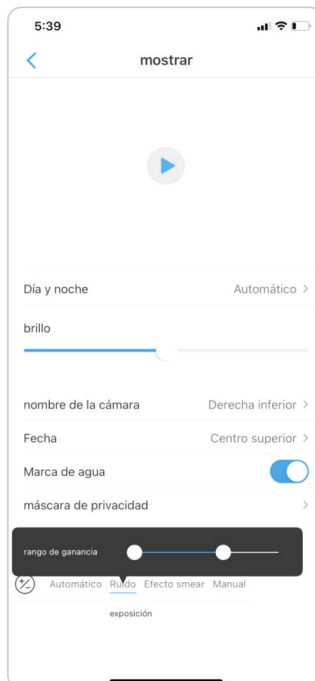 5:39
mostrar
Día y noche Automático
brillo
nombre de la cámara Derecha inferior
Fecha Centro superior
Marca de agua
máscara de privacidad
rango de ganancia
Automático Ruido Efecto smear Manual
exposición